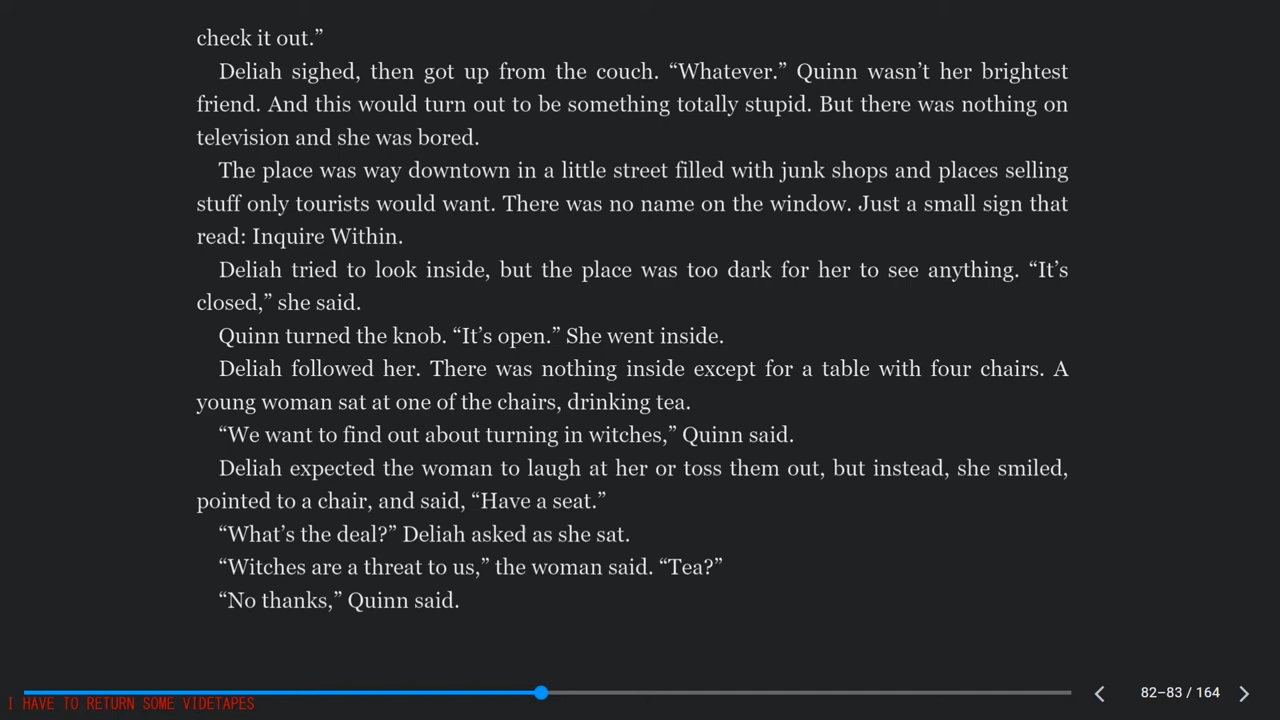 check it out.”
Deliah sighed, then got up from the couch. “Whatever.” Quinn wasn’t her brightest
friend. And this would turn out to be something totally stupid. But there was nothing on
television and she was bored.
The place was way downtown in a little street filled with junk shops and places selling
stuff only tourists would want. There was no name on the window. Just a small sign that
read: Inquire Within.
Deliah tried to look inside, but the place was too dark for her to see anything. “It’s
closed,” she said.
Quinn turned the knob. “It’s open.” She went inside.
Deliah followed her. There was nothing inside except for a table with four chairs. A
young woman sat at one of the chairs, drinking tea.
“We want to find out about turning in witches,” Quinn said.
Deliah expected the woman to laugh at her or toss them out, but instead, she smiled,
pointed to a chair, and said, “Have a seat.”
“What’s the deal?” Deliah asked as she sat.
“Witches are a threat to us,” the woman said. “Tea?”
“No thanks,” Quinn said.
82–83 / 164
I HAVE TO RETURN SOME VIDETAPES